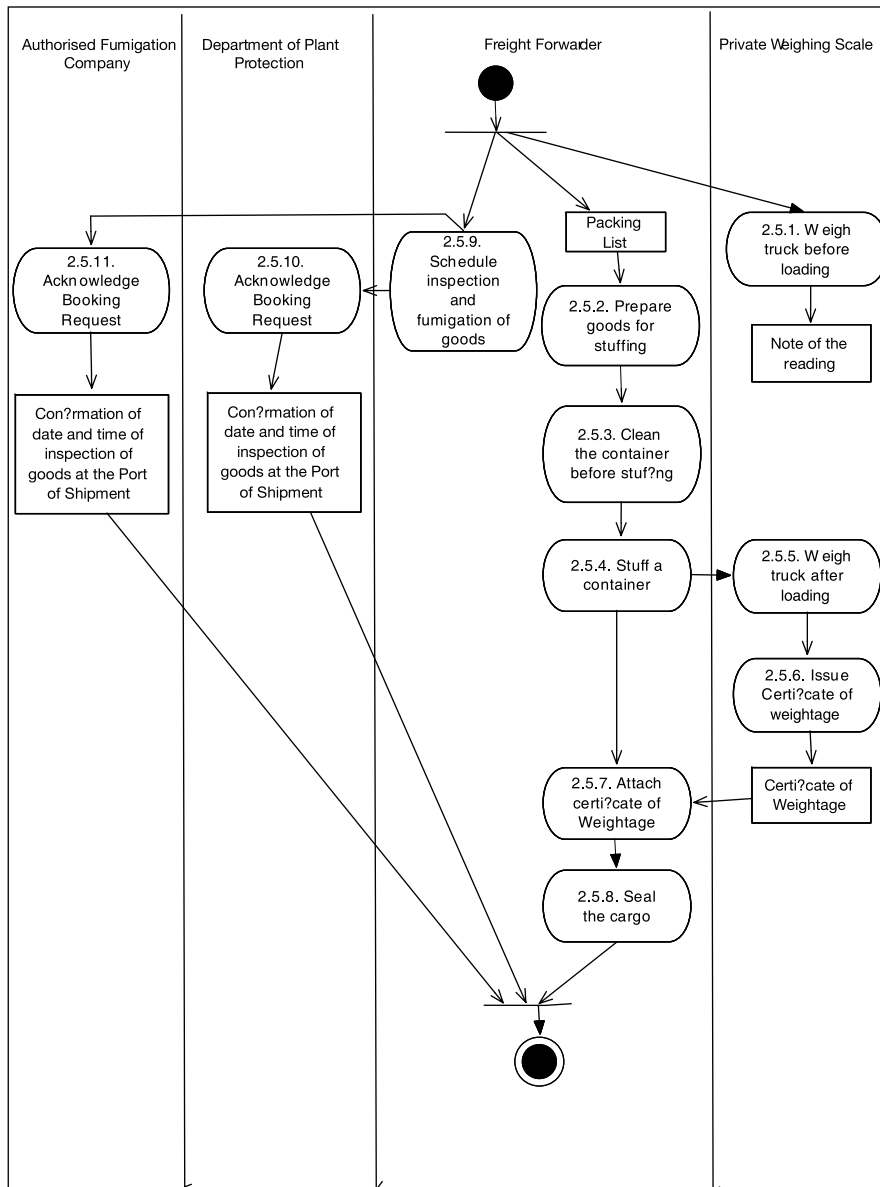 Authorised Fumigation
Company
Department of Plant
Protection
Freight Forwarder
Private Weighing Scale
Packing
List
2.5.1. Weigh
truck before
loading
2.5.11.
Acknowledge
Booking
Request
2.5.10.
Acknowledge
Booking
Request
2.5.9.
Schedule
inspection
and
fumigation of
goods
2.5.2. Prepare
goods for
stuffing
Note of the
reading
Con?rmation of
date and time of
inspection of
goods at the Port
of Shipment
Con?rmation of
date and time of
inspection of
goods at the Port
of Shipment
2.5.3. Clean
the container
before stuf?ng
2.5.4. Stuff a
container
2.5.5. Weigh
truck after
loading
2.5.6. Issue
Certi?cate of
weightage
2.5.7. Attach
certi?cate of
Weightage
Certi?cate of
Weightage
2.5.8. Seal
the cargo